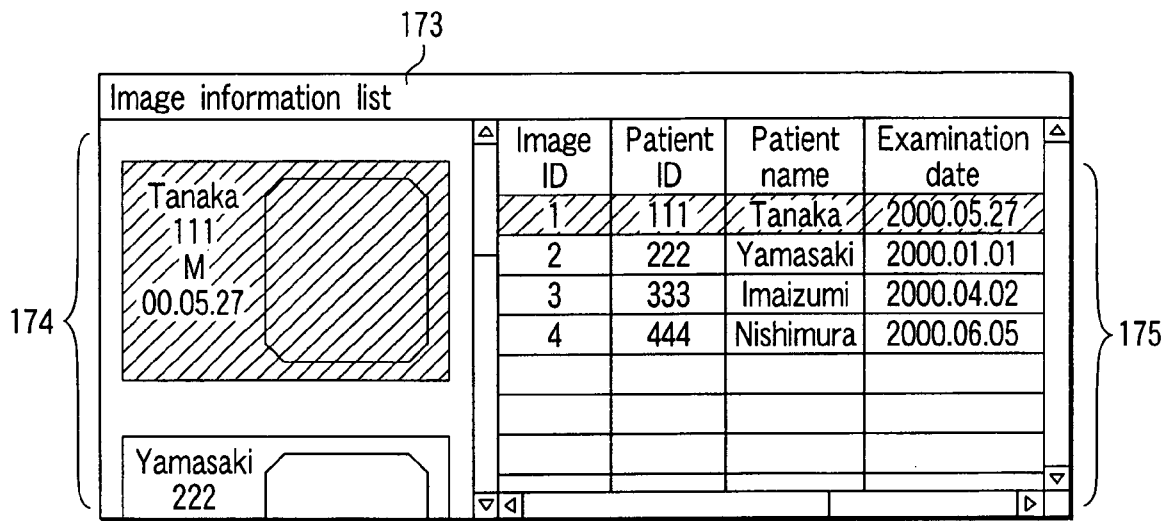 173
Image information list
174
Tanaka
111
M
00.05.27
Yamasaki
222
Image ID Patient ID Patient name Examination date
1 111 Tanaka 2000.05.27
2 222 Yamasaki 2000.01.01
3 333 Imaizumi 2000.04.02
4 444 Nishimura 2000.06.05
175